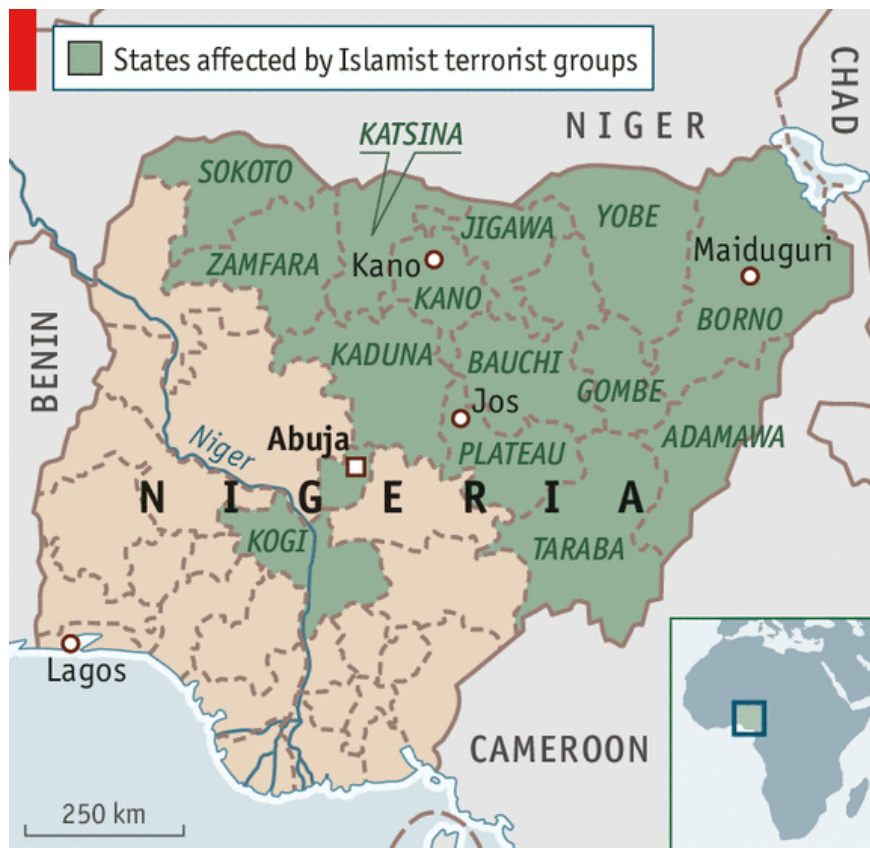 States affected by Islamist terrorist groups
CHAD
NIGER
KATSINA
SOKOTO
YOBE
JIGAWA
Maiduguri
ZAMFARA
Kano
KANO
BORNO
BENIN
KADUNA
BAUCHI
GOMBE
Jos
Abuja
ADAMAWA
Niger
PLATEAU
NIGERIA
KOGI
TARABA
Lagos
CAMEROON
250 km